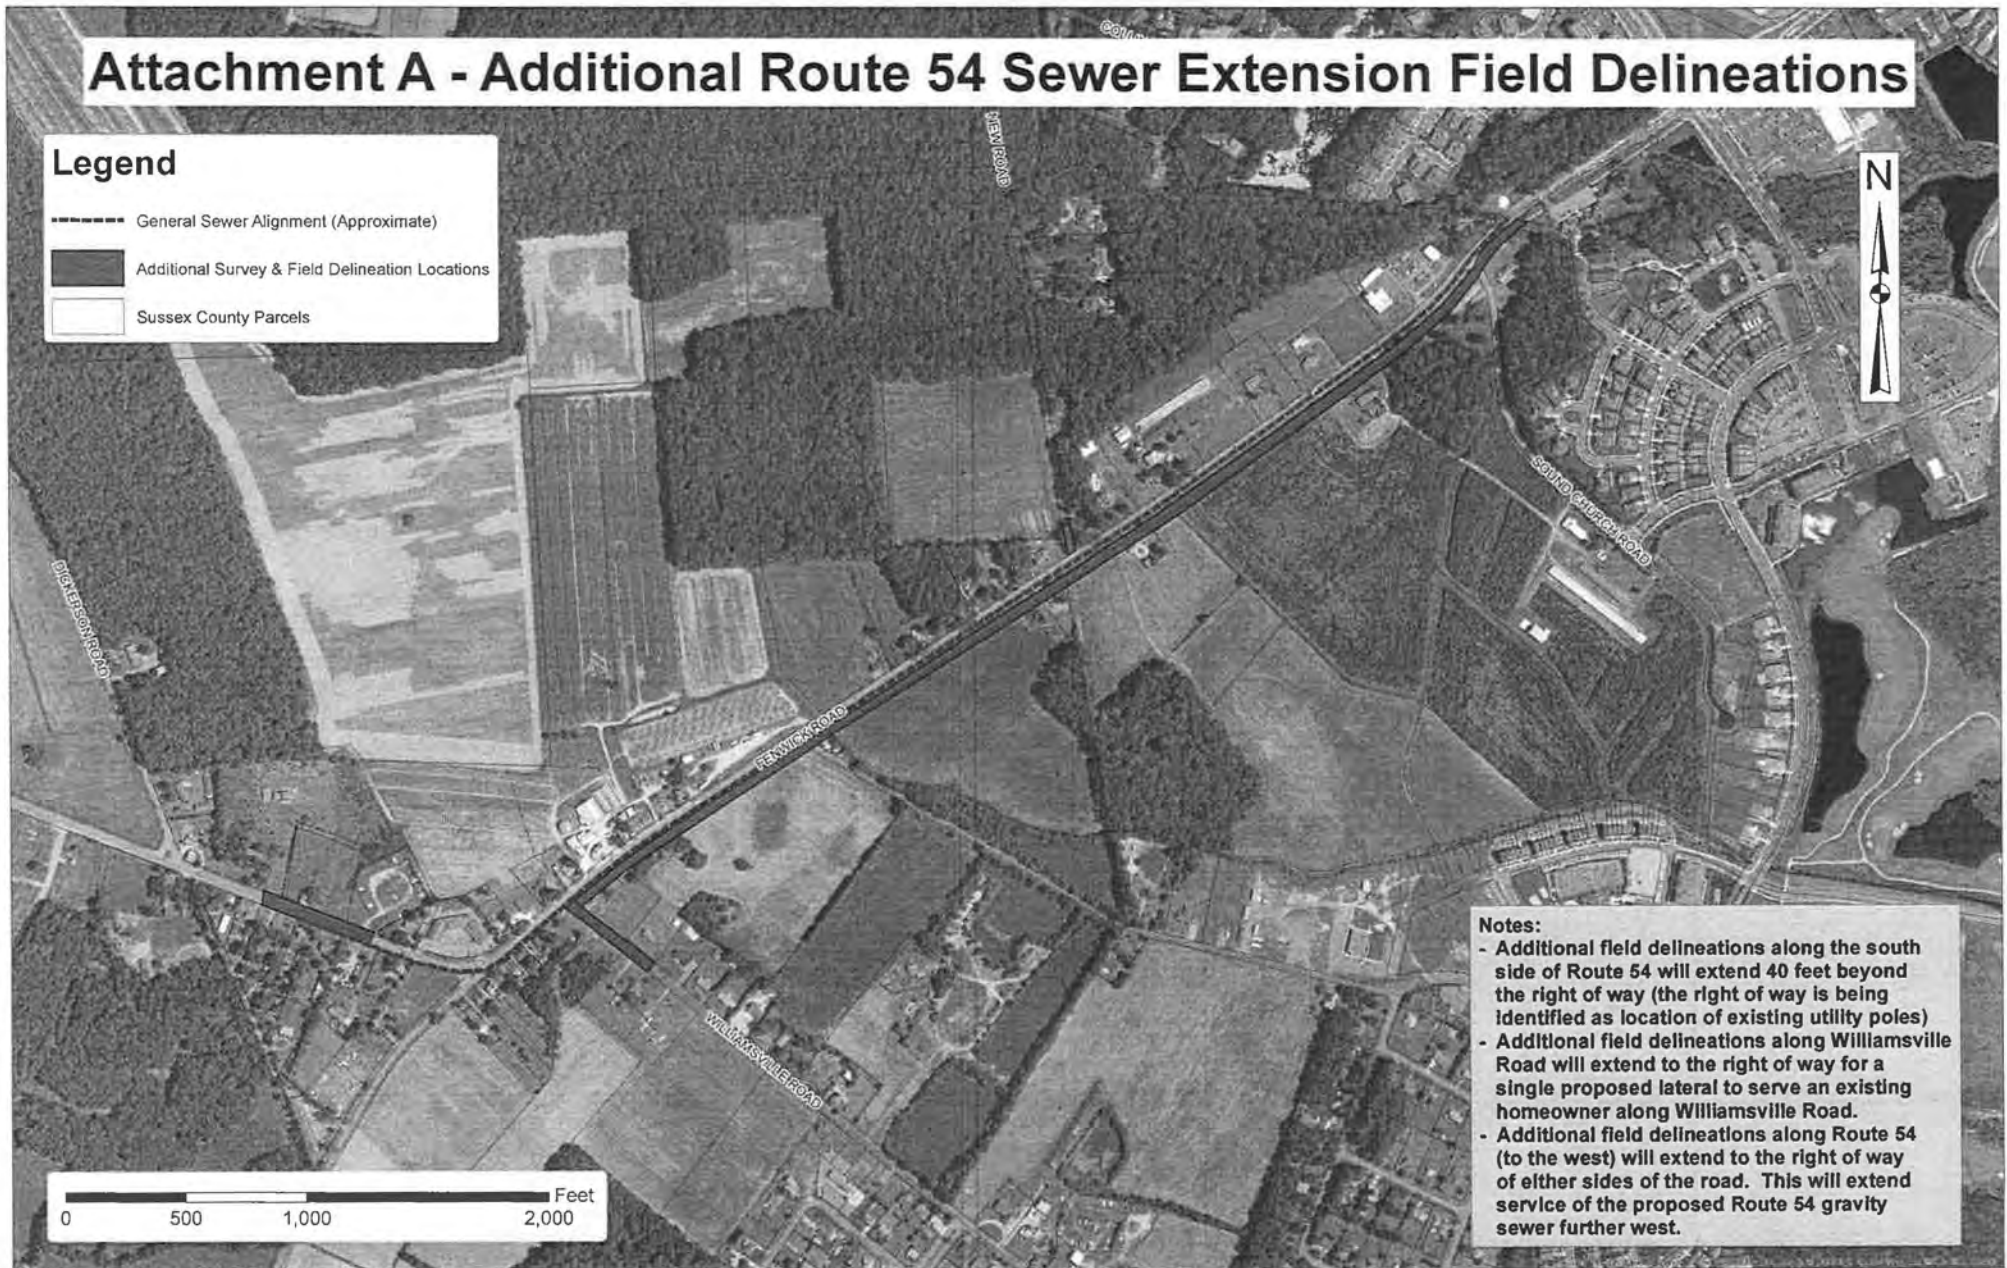 COLLI
Attachment A - Additional Route 54 Sewer Extension Field Delineations
NEW ROAD
Legend
General Sewer Alignment (Approximate)
Additional Survey & Field Delineation Locations
Sussex County Parcels
N
SOUND CHURCH ROAD
DICKERSON ROAD
FENWICK ROAD
WILLIAMSVILLE ROAD
Notes:
- Additional field delineations along the south
side of Route 54 will extend 40 feet beyond
the right of way (the right of way is being
identified as location of existing utility poles)
- Additional field delineations along Williamsville
Road will extend to the right of way for a
single proposed lateral to serve an existing
homeowner along Williamsville Road.
- Additional field delineations along Route 54
(to the west) will extend to the right of way
of either sides of the road. This will extend
service of the proposed Route 54 gravity
sewer further west.
Feet
0 500 1,000 2,000